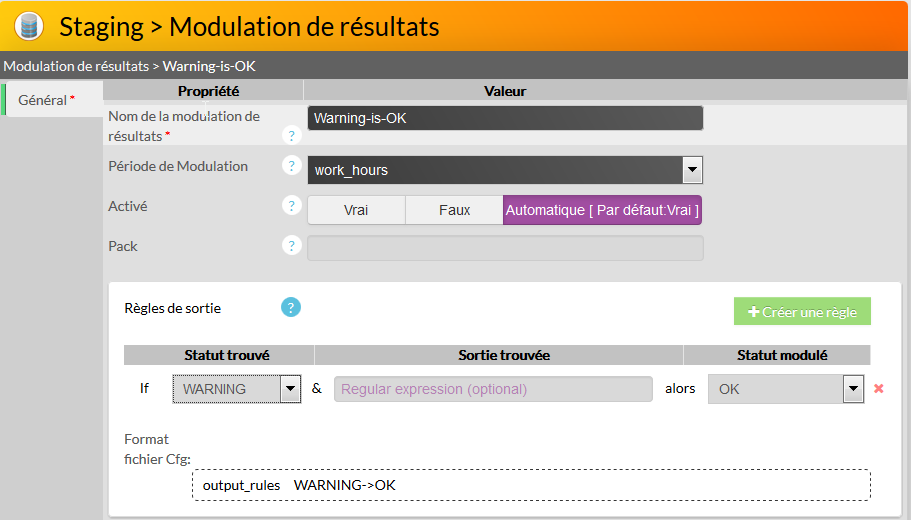 Staging > Modulation de résultats
Modulation de résultats > Warning-is-OK
Général *
Propriété Valeur
Nom de la modulation de
résultats * ? Warning-is-OK
Période de Modulation ? work_hours
Activé ? Vrai Faux Automatique [ Par défaut:Vrai ]
Pack ?
Règles de sortie ? Créer une règle
Statut trouvé Sortie trouvée Statut modulé
If WARNING & Regular expression (optional) alors OK
Format
fichier Cfg:
output_rules WARNING->OK